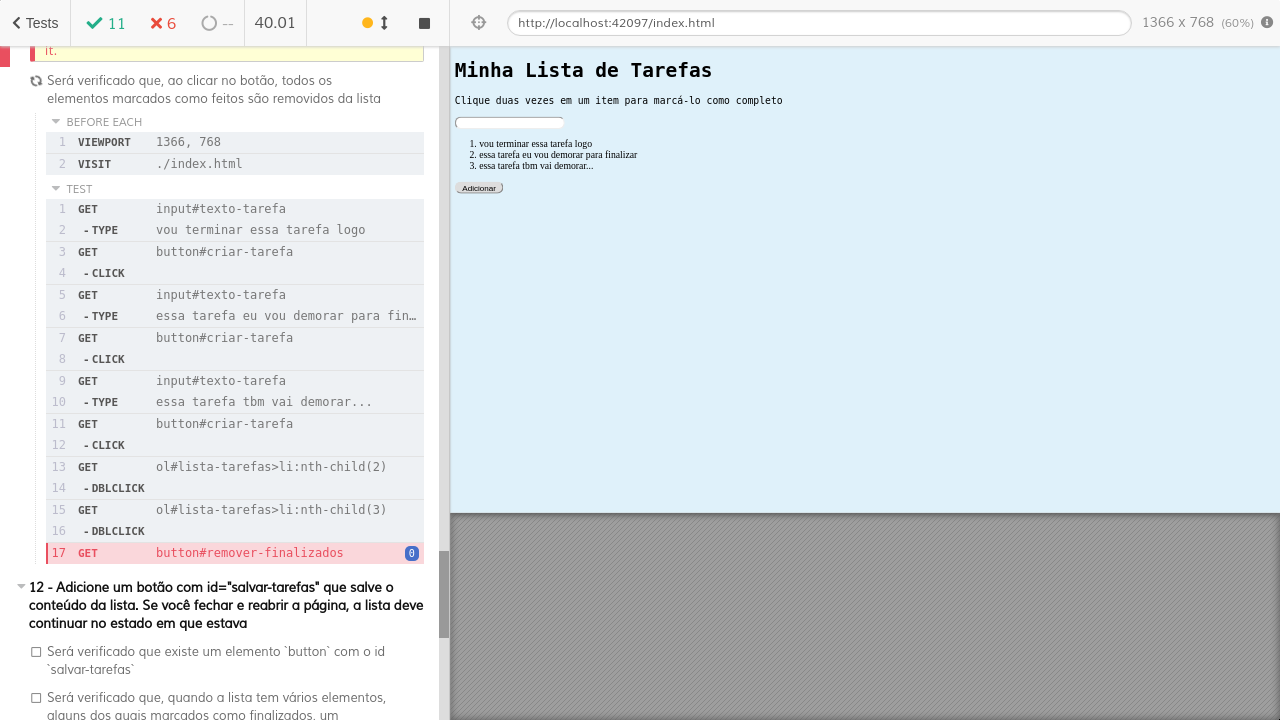 Tests
11
6
--
40.01
http://localhost:42097/index.html
1366 x 768 (60%)
it.
Será verificado que, ao clicar no botão, todos os
elementos marcados como feitos são removidos da lista
BEFORE EACH
1 VIEWPORT 1366, 768
2 VISIT ./index.html
TEST
1 GET input#texto-tarefa
2 -TYPE vou terminar essa tarefa logo
3 GET button#criar-tarefa
4 -CLICK
5 GET input#texto-tarefa
6 -TYPE essa tarefa eu vou demorar para fin…
7 GET button#criar-tarefa
8 -CLICK
9 GET input#texto-tarefa
10 -TYPE essa tarefa tbm vai demorar...
11 GET button#criar-tarefa
12 -CLICK
13 GET ol#lista-tarefas>li:nth-child(2)
14 -DBLCLICK
15 GET ol#lista-tarefas>li:nth-child(3)
16 -DBLCLICK
17 GET button#remover-finalizados 0
12 - Adicione um botão com id="salvar-tarefas" que salve o
conteúdo da lista. Se você fechar e reabrir a página, a lista deve
continuar no estado em que estava
Será verificado que existe um elemento `button` com o id
`salvar-tarefas`
Será verificado que, quando a lista tem vários elementos,
alguns dos quais marcados como finalizados, um
Minha Lista de Tarefas
Clique duas vezes em um item para marcá-lo como completo
1. vou terminar essa tarefa logo
2. essa tarefa eu vou demorar para finalizar
3. essa tarefa tbm vai demorar...
Adicionar